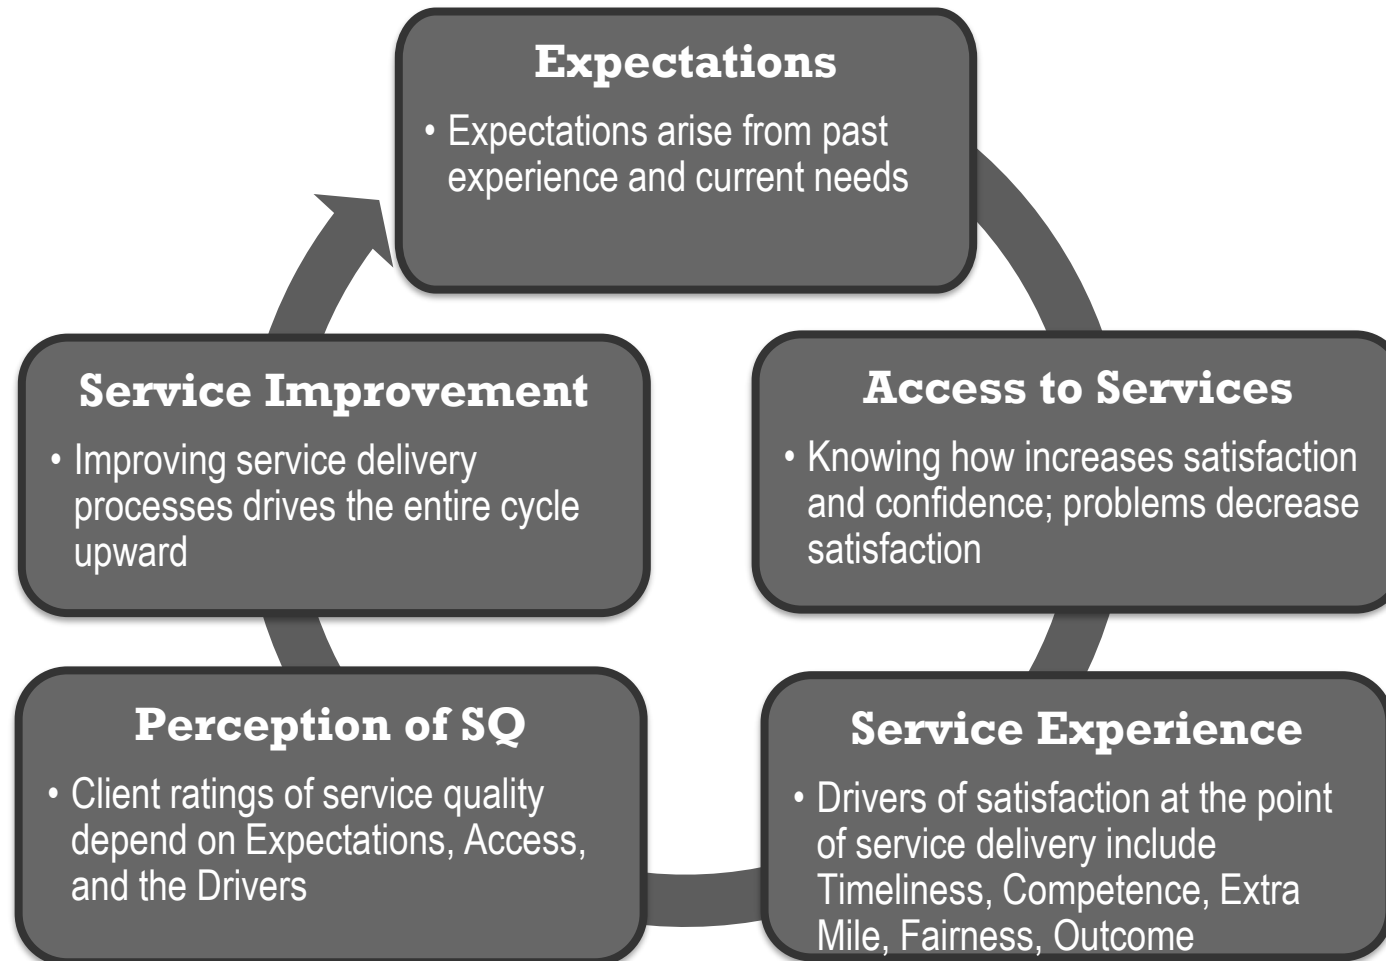 Expectations
• Expectations arise from past
experience and current needs
Access to Services
• Knowing how increases satisfaction
and confidence; problems decrease
satisfaction
Service Experience
• Drivers of satisfaction at the point
of service delivery include
Timeliness, Competence, Extra
Mile, Fairness, Outcome
Perception of SQ
• Client ratings of service quality
depend on Expectations, Access,
and the Drivers
Service Improvement
• Improving service delivery
processes drives the entire cycle
upward